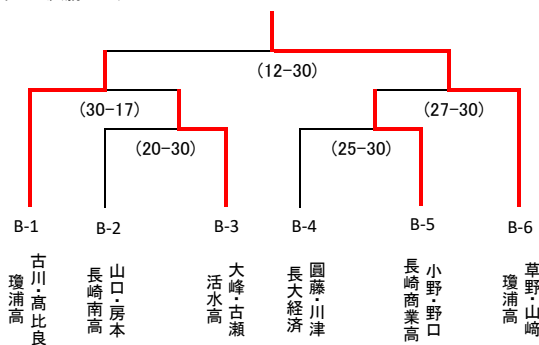 (12-30)
(30-17)
(27-30)
(20-30)
(25-30)
B-1
B-2
B-3
B-4
B-5
B-6
古川・髙比良
瓊浦高
山口・房本
長崎南高
大峰・古瀬
活水高
圓藤・川津
長大経済
小野・野口
長崎商業高
草野・山﨑
瓊浦高